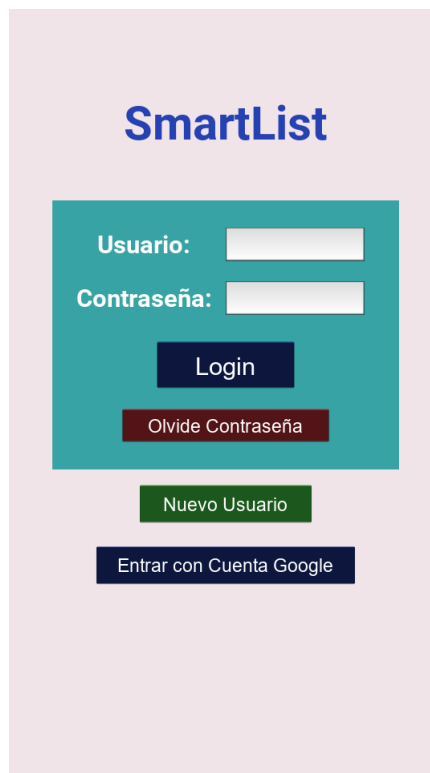 SmartList
Usuario:
Contraseña:
Login
Olvide Contraseña
Nuevo Usuario
Entrar con Cuenta Google